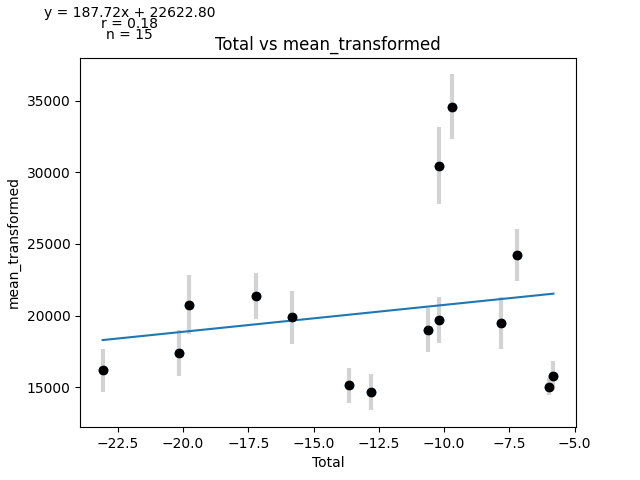 y = 187.72x + 22622.80
r = 0.18
n = 15
Total vs mean_transformed
35000
30000
25000
20000
15000
mean_transformed
−22.5 −20.0 −17.5 −15.0 −12.5 −10.0 −7.5 −5.0
Total